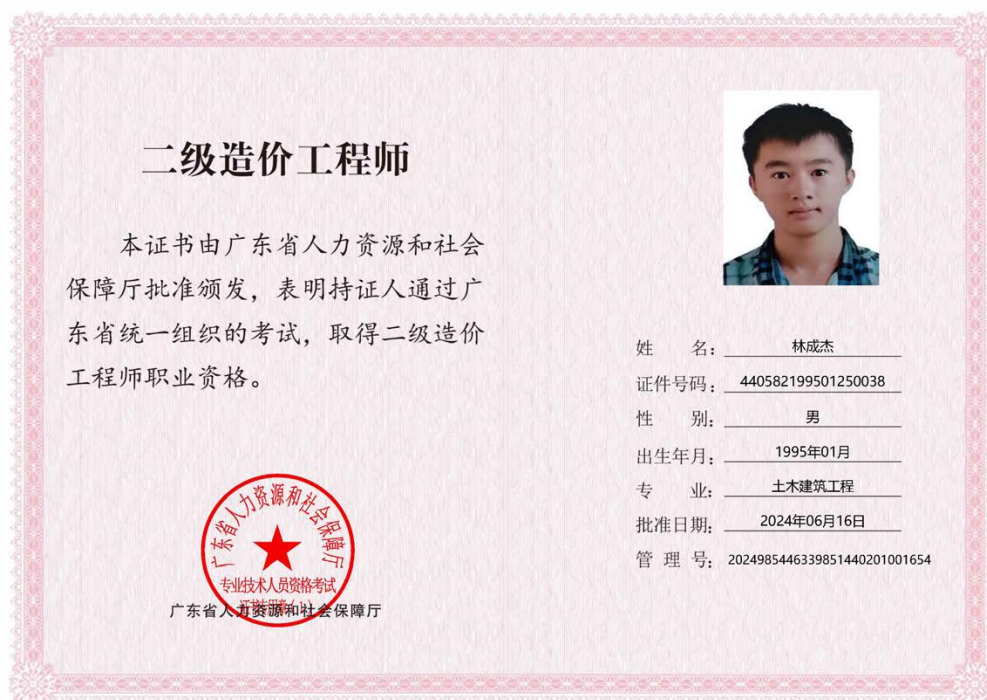 二级造价工程师
本证书由广东省人力资源和社会
保障厅批准颁发，表明持证人通过广
东省统一组织的考试，取得二级造价
工程师职业资格。
广东省人力资源和社会保障厅
专业技术人员资格考试
广东省人力资源和社会保障厅
姓 名：林成杰
证件号码：440582199501250038
性 别：男
出生年月：1995年01月
专 业：土木建筑工程
批准日期：2024年06月16日
管 理 号：20249854463398514402010​01654